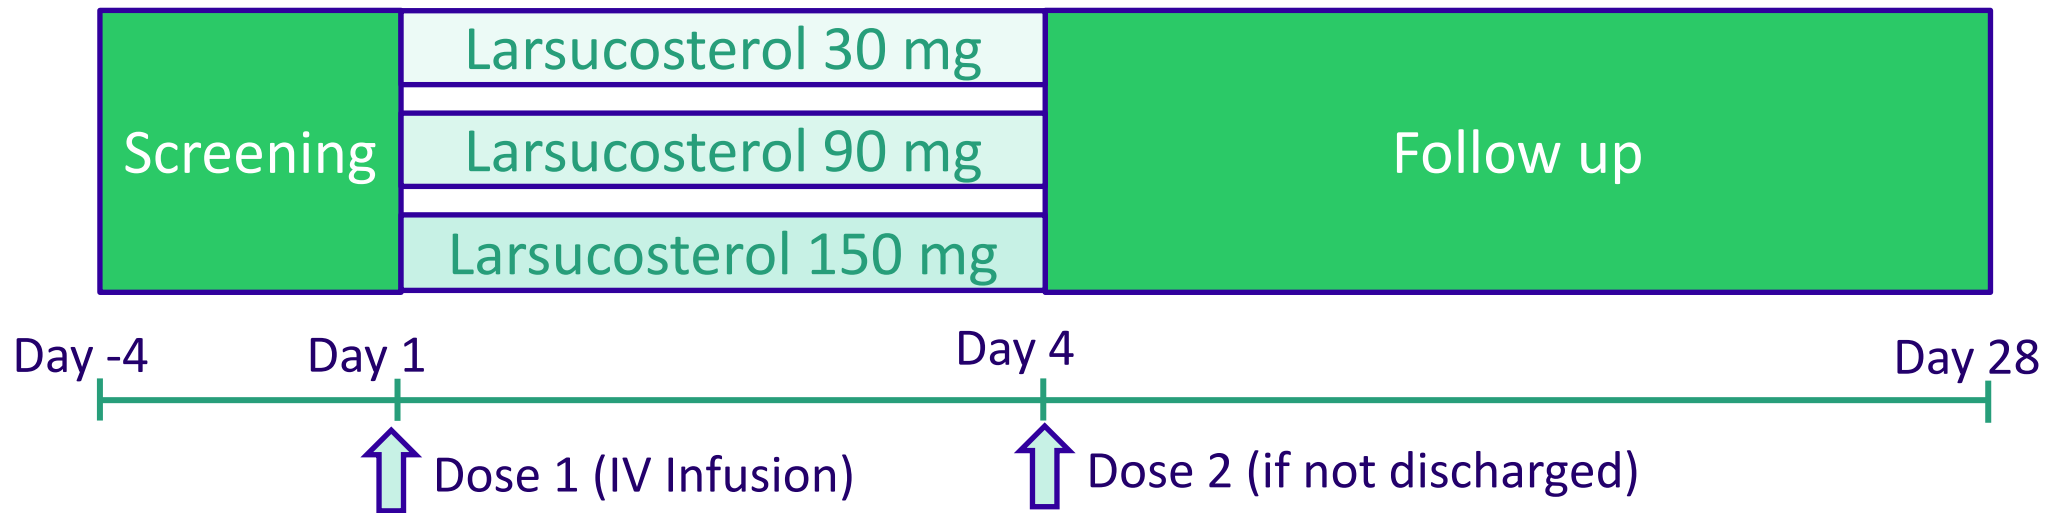 Larsucosterol 30 mg
Screening
Larsucosterol 90 mg
Follow up
Larsucosterol 150 mg
Day -4
Day 1
Day 4
Day 28
Dose 1 (IV Infusion)
Dose 2 (if not discharged)